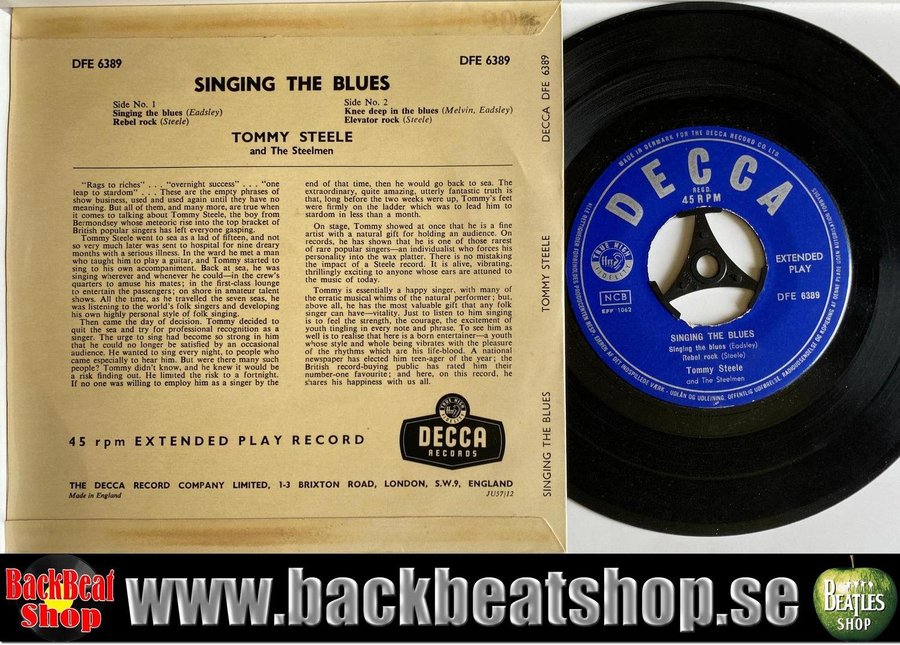 DFE 6389
DFE 6389
SINGING THE BLUES
Side No. 1
Singing the blues (Eadsley)
Rebel rock (Steele)
Side No. 2
Knee deep in the blues (Melvin, Eadsley)
Elevator rock (Steele)
TOMMY STEELE
and The Steelmen
"Rags to riches" . . . "overnight success" . . . "one
leap to stardom" . . . These are the empty phrases of
show business, used and used again until they have no
meaning. But all of them, and many more, are true when
it comes to talking about Tommy Steele, the boy from
Bermondsey whose meteoric rise into the top bracket of
British popular singers has left everyone gasping.
Tommy Steele went to sea as a lad of fifteen, and not
so very much later was sent to hospital for nine dreary
months with a serious illness. In the ward he met a man
who taught him to play a guitar, and Tommy started to
sing to his own accompaniment. Back at sea, he was
singing wherever and whenever he could—in the crew's
quarters to amuse his mates; in the first-class lounge
to entertain the passengers; on shore in amateur talent
shows. All the time, as he travelled the seven seas, he
was listening to the world's folk singers and developing
his own highly personal style of folk singing.
Then came the day of decision. Tommy decided to
quit the sea and try for professional recognition as a
singer. The urge to sing had become so strong in him
that he could no longer be satisfied by an occasional
audience. He wanted to sing every night, to people who
came especially to hear him. But were there many such
people? Tommy didn't know, and he knew it would be
a risk finding out. He limited the risk to a fortnight.
If no one was willing to employ him as a singer by the
end of that time, then he would go back to sea. The
extraordinary, quite amazing, utterly fantastic truth is
that, long before the two weeks were up, Tommy's feet
were firmly on the ladder which was to lead him to
stardom in less than a month.
On stage, Tommy showed at once that he is a fine
artist with a natural gift for holding an audience. On
records, he has shown that he is one of those rarest
of rare popular singers—an individualist who forces his
personality into the wax platter. There is no mistaking
the impact of a Steele record. It is alive, vibrating,
thrillingly exciting to anyone whose ears are attuned to
the music of today.
Tommy is essentially a happy singer, with many of
the erratic musical whims of the natural performer; but,
above all, he has the most valuable gift that any folk
singer can have—vitality. Just to listen to him singing
is to feel the strength, the courage, the excitement of
youth tingling in every note and phrase. To see him as
well is to realise that here is a born entertainer—a youth
whose style and whole being vibrates with the pleasure
of the rhythms which are his life-blood. A national
newspaper has elected him teen-ager of the year; the
British record-buying public has rated him their
number-one favourite; and here, on this record, he
shares his happiness with us all.
45 rpm EXTENDED PLAY RECORD
TRUE HIGH
ffrr
FIDELITY
DECCA
RECORDS
THE DECCA RECORD COMPANY LIMITED, 1-3 BRIXTON ROAD, LONDON, S.W.9, ENGLAND
Made in England
JU57/12
DECCA DFE 6389
TOMMY STEELE
SINGING THE BLUES
MADE IN DENMARK FOR THE DECCA RECORD CO LTD
DECCA
REGD.
45 RPM
TRUE HIGH
ffrr
FIDELITY
NCB
EFF 1062
EXTENDED
PLAY
DFE 6389
SINGING THE BLUES
Singing the blues (Eadsley)
Rebel rock (Steele)
Tommy Steele
and The Steelmen
BackBeat
Shop
www.backbeatshop.se
BEATLES
SHOP